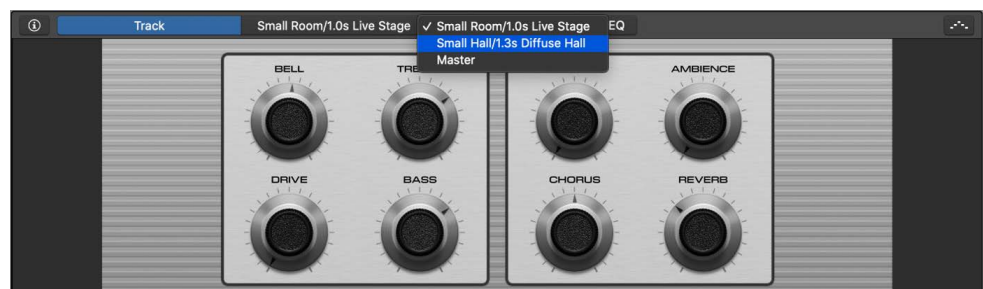 Track
Small Room/1.0s Live Stage
✓ Small Room/1.0s Live Stage
EQ
Small Hall/1.3s Diffuse Hall
Master
BELL
TRE
AMBIENCE
DRIVE
BASS
CHORUS
REVERB